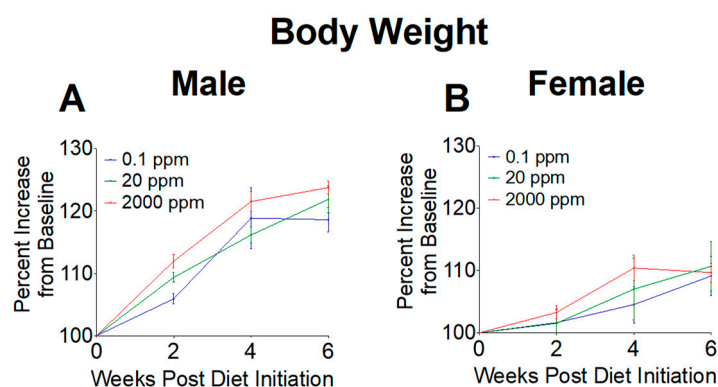 Body Weight
A
Male
Percent Increase
from Baseline
130
120
110
100
0.1 ppm
20 ppm
2000 ppm
0
2
4
6
Weeks Post Diet Initiation
B
Female
Percent Increase
from Baseline
130
120
110
100
0.1 ppm
20 ppm
2000 ppm
0
2
4
6
Weeks Post Diet Initiation